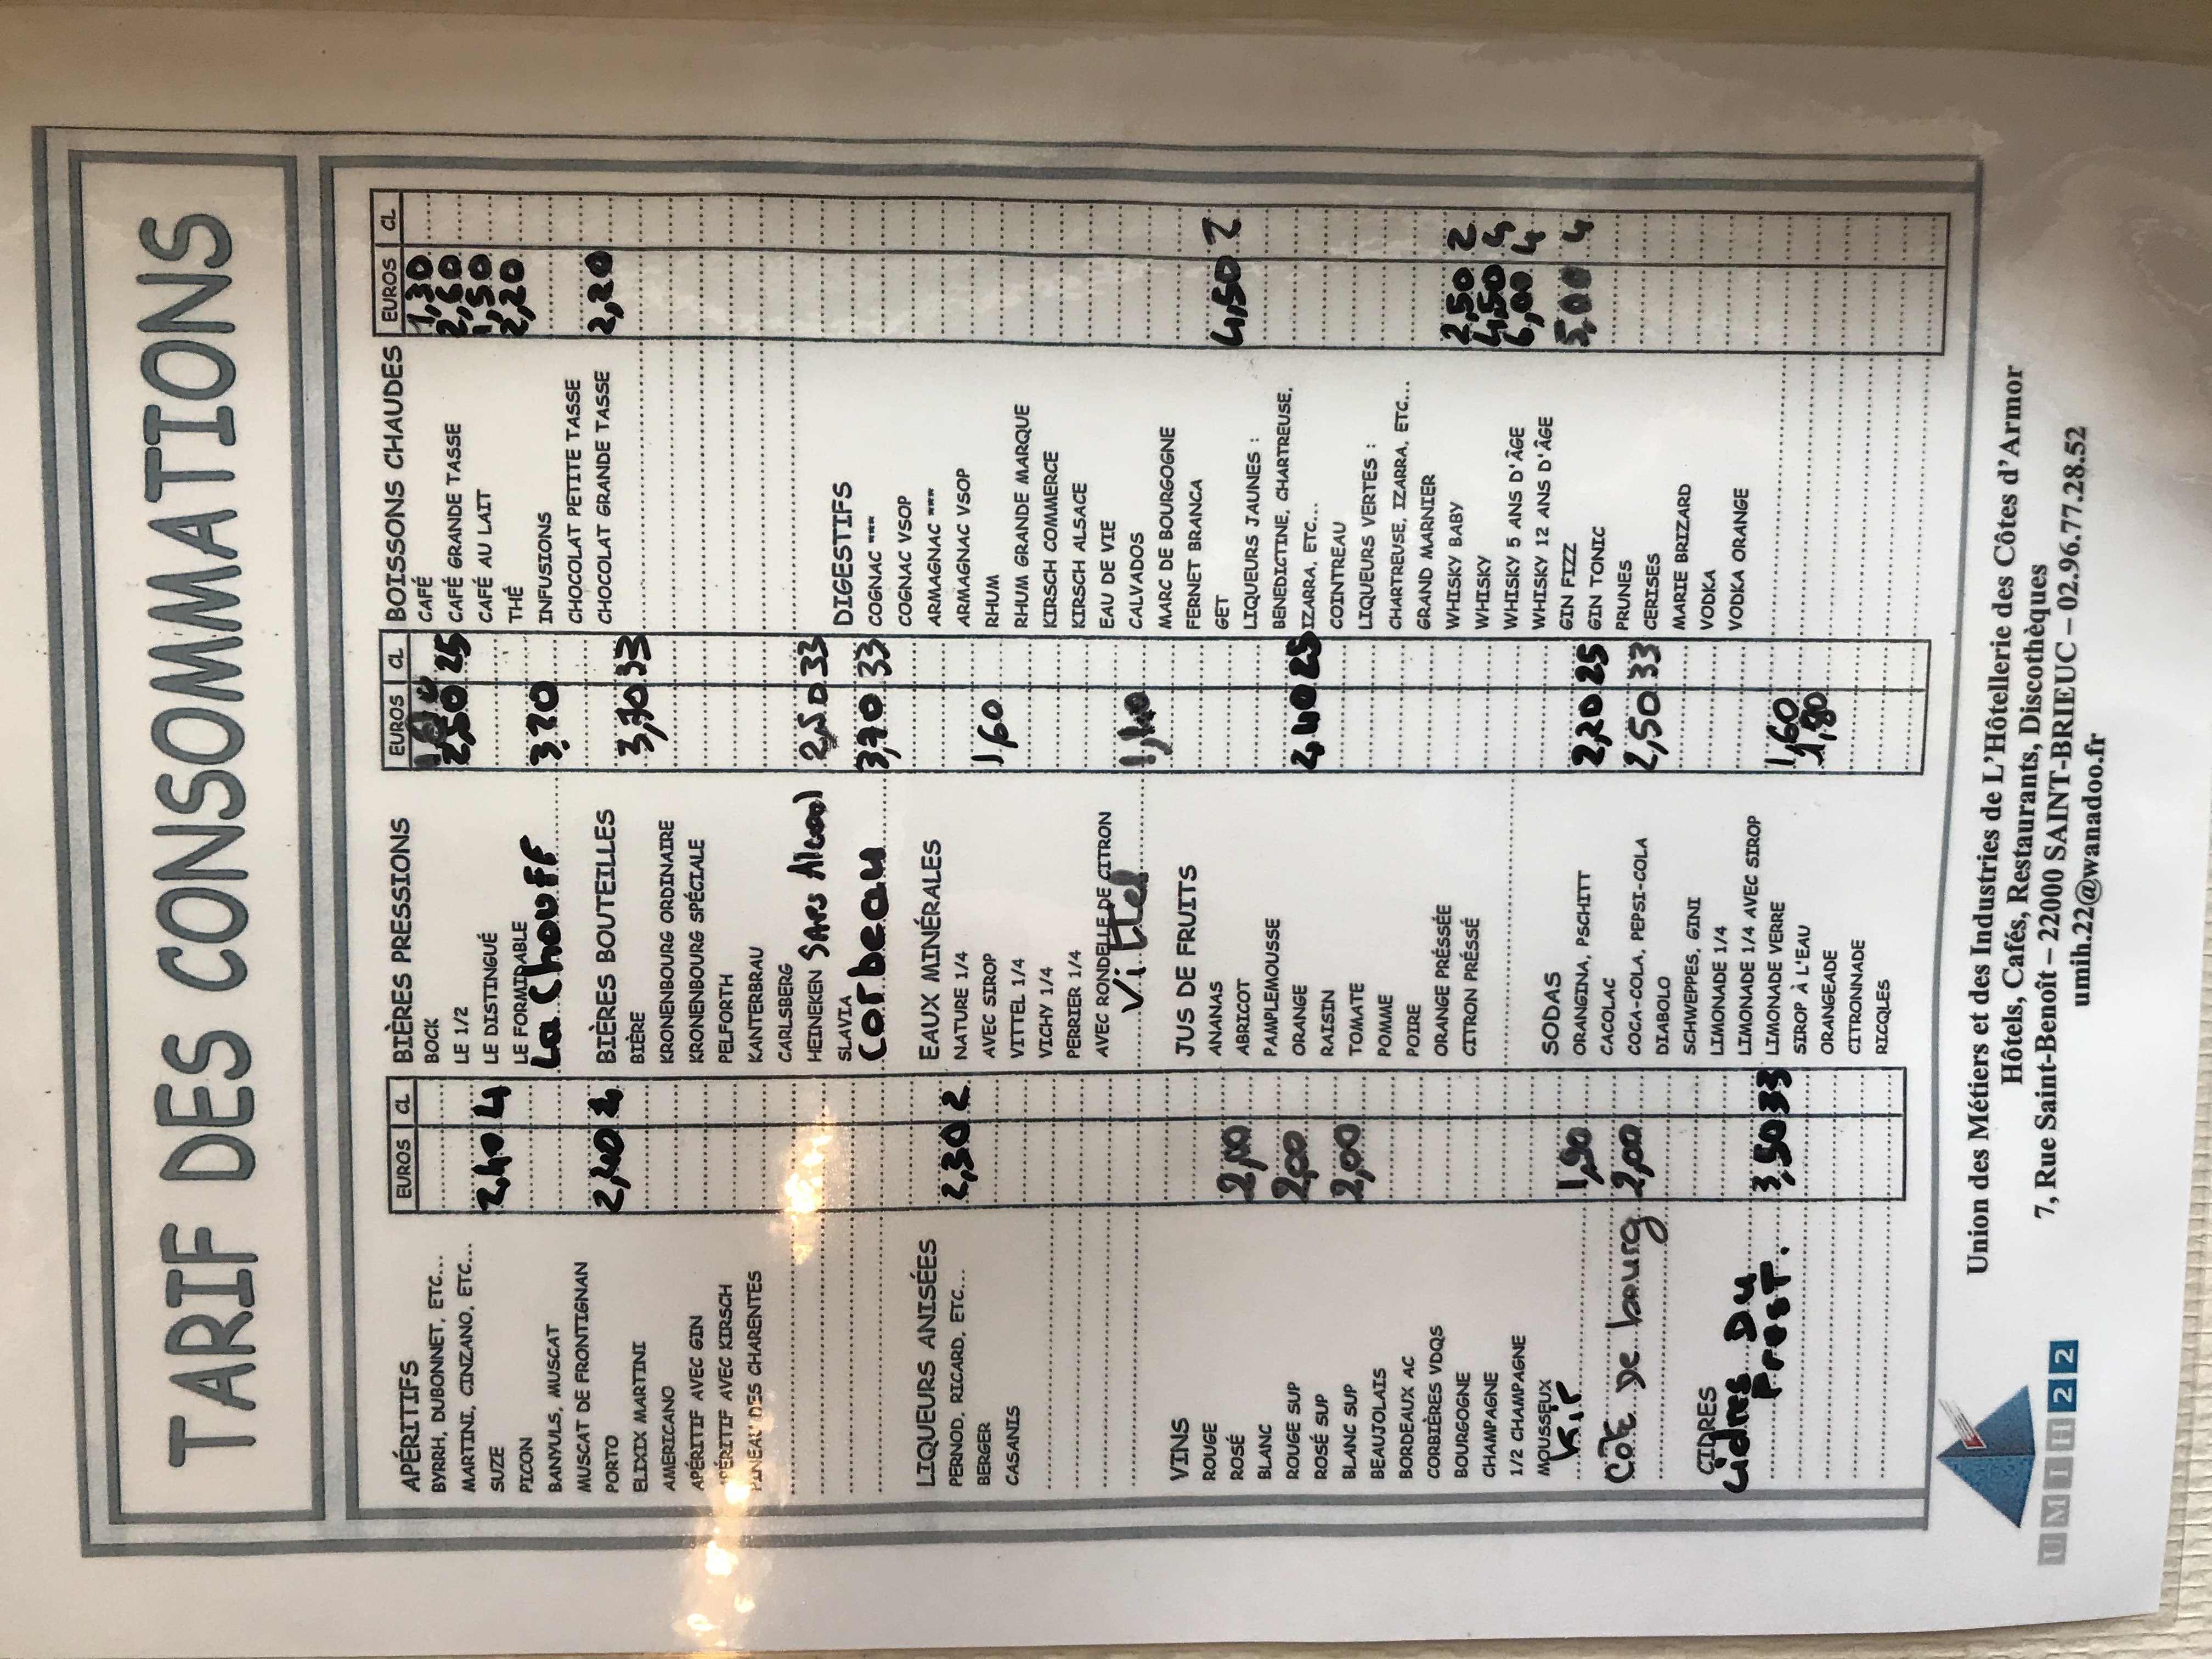 TARIF DES CONSOMMATIONS
APÉRITIFS EUROS CL
BYRRH, DUBONNET, ETC...
MARTINI, CINZANO, ETC...
SUZE 2,40 4
PICON
BANYULS, MUSCAT
MUSCAT DE FRONTIGNAN
PORTO 2,40
ELIXIX MARTINI
AMERICANO
APÉRITIF AVEC GIN
APÉRITIF AVEC KIRSCH
PINEAU DES CHARENTES
LIQUEURS ANISÉES
PERNOD, RICARD, ETC... 2,30 2
BERGER
CASANIS
VINS
ROUGE
ROSÉ 2,00
BLANC
ROUGE SUP 2,00
ROSÉ SUP
BLANC SUP 2,00
BEAUJOLAIS
BORDEAUX AC
CORBIÈRES VDQS
BOURGOGNE
CHAMPAGNE
1/2 CHAMPAGNE
MOUSSEUX
Kir 1,90
Côte De bourg 2,00
CIDRES
Cidres Du 3,50 33
Prest.
BIÈRES PRESSIONS EUROS CL
BOCK
LE 1/2 2,50 25
LE DISTINGUÉ
LE FORMIDABLE
La Chouff 3,70
BIÈRES BOUTEILLES
BIÈRE 3,70 33
KRONENBOURG ORDINAIRE
KRONENBOURG SPÉCIALE
PELFORTH
KANTERBRAU
CARLSBERG
HEINEKEN SANS Alcool 2,50 33
SLAVIA
Corbeau 3,70 33
EAUX MINÉRALES
NATURE 1/4
AVEC SIROP 1,60
VITTEL 1/4
VICHY 1/4
PERRIER 1/4
AVEC RONDELLE DE CITRON
Vittel 1,40
JUS DE FRUITS
ANANAS
ABRICOT
PAMPLEMOUSSE
ORANGE 2,40 25
RAISIN
TOMATE
POMME
POIRE
ORANGE PRÉSSÉE
CITRON PRÉSSÉ
SODAS
ORANGINA, PSCHITT 2,20 25
CACOLAC
COCA-COLA, PEPSI-COLA 2,50 33
DIABOLO
SCHWEPPES, GINI
LIMONADE 1/4
LIMONADE 1/4 AVEC SIROP
LIMONADE VERRE 1,60
SIROP À L'EAU 1,80
ORANGEADE
CITRONNADE
RICQLES
BOISSONS CHAUDES EUROS CL
CAFÉ 1,30
CAFÉ GRANDE TASSE 2,60
CAFÉ AU LAIT 1,50
THÉ 2,20
INFUSIONS
CHOCOLAT PETITE TASSE
CHOCOLAT GRANDE TASSE 2,20
DIGESTIFS
COGNAC ***
COGNAC VSOP
ARMAGNAC ***
ARMAGNAC VSOP
RHUM
RHUM GRANDE MARQUE
KIRSCH COMMERCE
KIRSCH ALSACE
EAU DE VIE
CALVADOS
MARC DE BOURGOGNE
FERNET BRANCA
GET 4,50 2
LIQUEURS JAUNES :
BENEDICTINE, CHARTREUSE,
IZARRA, ETC...
COINTREAU
LIQUEURS VERTES :
CHARTREUSE, IZARRA, ETC...
GRAND MARNIER
WHISKY BABY 2,50 2
WHISKY 4,50 4
WHISKY 5 ANS D'ÂGE 6,00 4
WHISKY 12 ANS D'ÂGE
GIN FIZZ 5,00 4
GIN TONIC
PRUNES
CERISES
MARIE BRIZARD
VODKA
VODKA ORANGE
UMIH22
Union des Métiers et des Industries de L'Hôtellerie des Côtes d'Armor
Hôtels, Cafés, Restaurants, Discothèques
7, Rue Saint-Benoît – 22000 SAINT-BRIEUC – 02.96.77.28.52
umih.22@wanadoo.fr